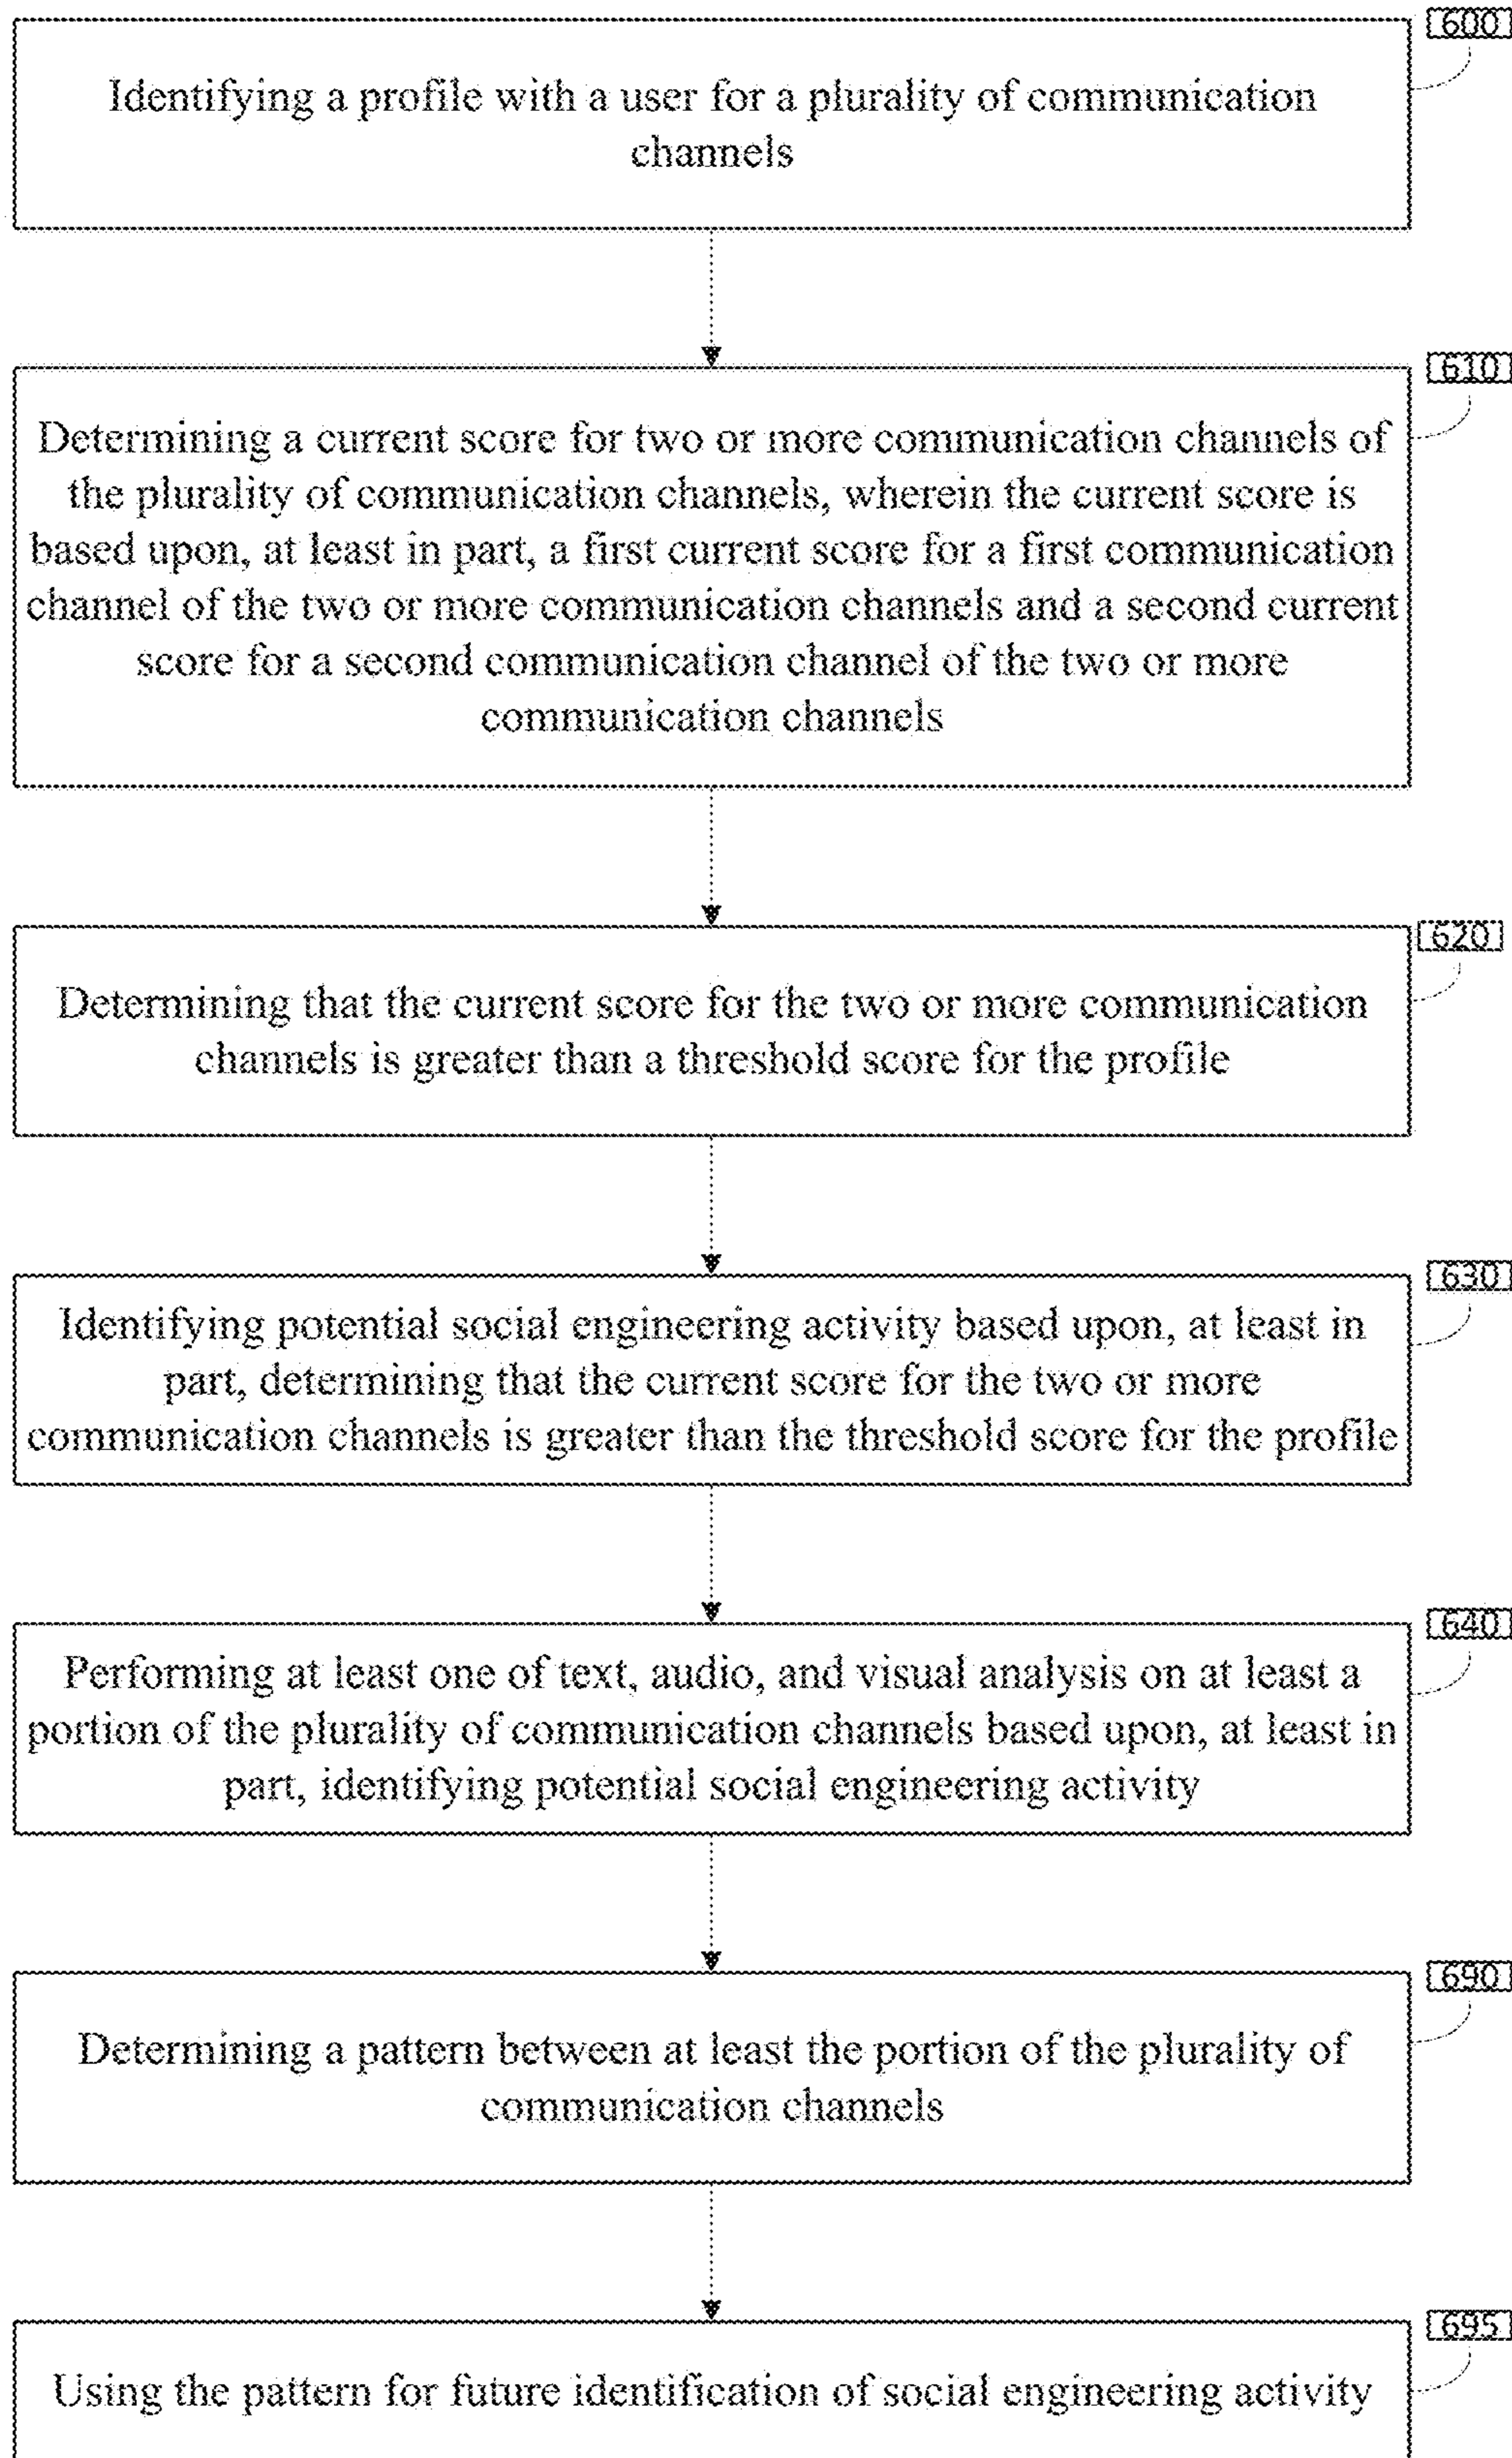 600
Identifying a profile with a user for a plurality of communication
channels
610
Determining a current score for two or more communication channels of
the plurality of communication channels, wherein the current score is
based upon, at least in part, a first current score for a first communication
channel of the two or more communication channels and a second current
score for a second communication channel of the two or more
communication channels
620
Determining that the current score for the two or more communication
channels is greater than a threshold score for the profile
630
Identifying potential social engineering activity based upon, at least in
part, determining that the current score for the two or more
communication channels is greater than the threshold score for the profile
640
Performing at least one of text, audio, and visual analysis on at least a
portion of the plurality of communication channels based upon, at least in
part, identifying potential social engineering activity
690
Determining a pattern between at least the portion of the plurality of
communication channels
695
Using the pattern for future identification of social engineering activity